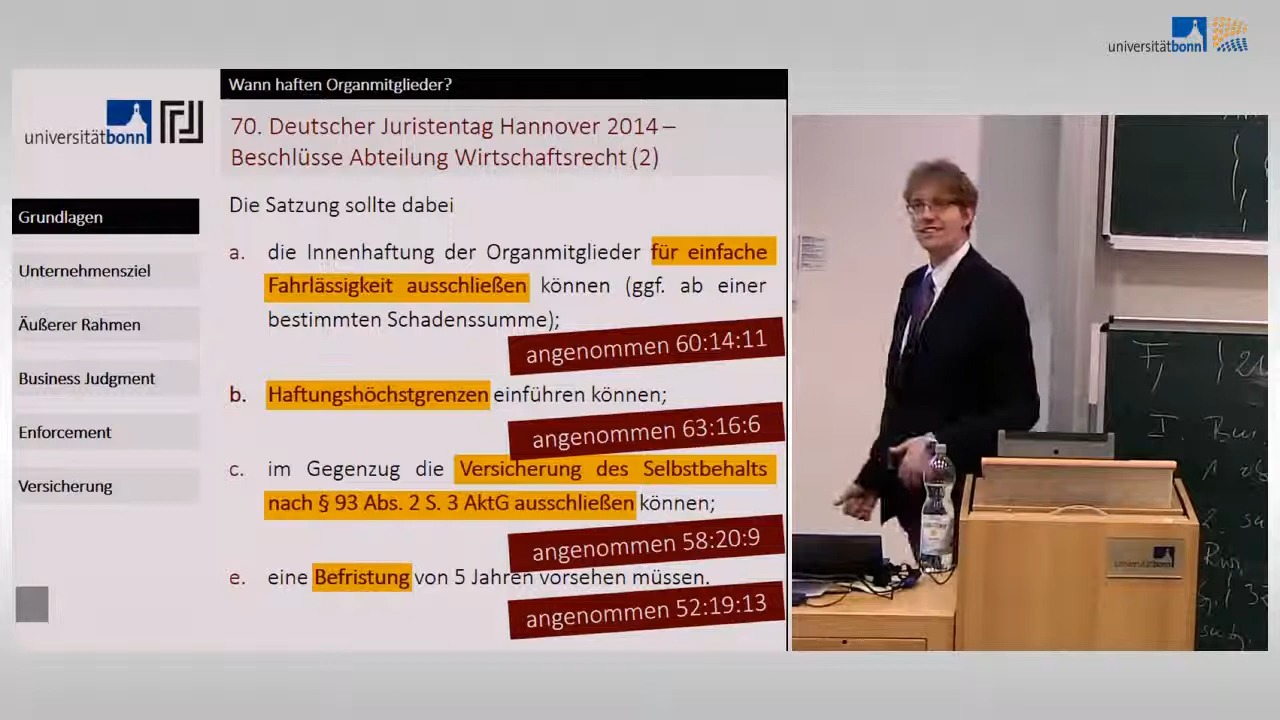 universitätbonn
Wann haften Organmitglieder?
universitätbonn
70. Deutscher Juristentag Hannover 2014 –
Beschlüsse Abteilung Wirtschaftsrecht (2)
Grundlagen
Unternehmensziel
Äußerer Rahmen
Business Judgment
Enforcement
Versicherung
Die Satzung sollte dabei
a. die Innenhaftung der Organmitglieder für einfache
Fahrlässigkeit ausschließen können (ggf. ab einer
bestimmten Schadenssumme);
angenommen 60:14:11
b. Haftungshöchstgrenzen einführen können;
angenommen 63:16:6
c. im Gegenzug die Versicherung des Selbstbehalts
nach § 93 Abs. 2 S. 3 AktG ausschließen können;
angenommen 58:20:9
e. eine Befristung von 5 Jahren vorsehen müssen.
angenommen 52:19:13
universitätbonn